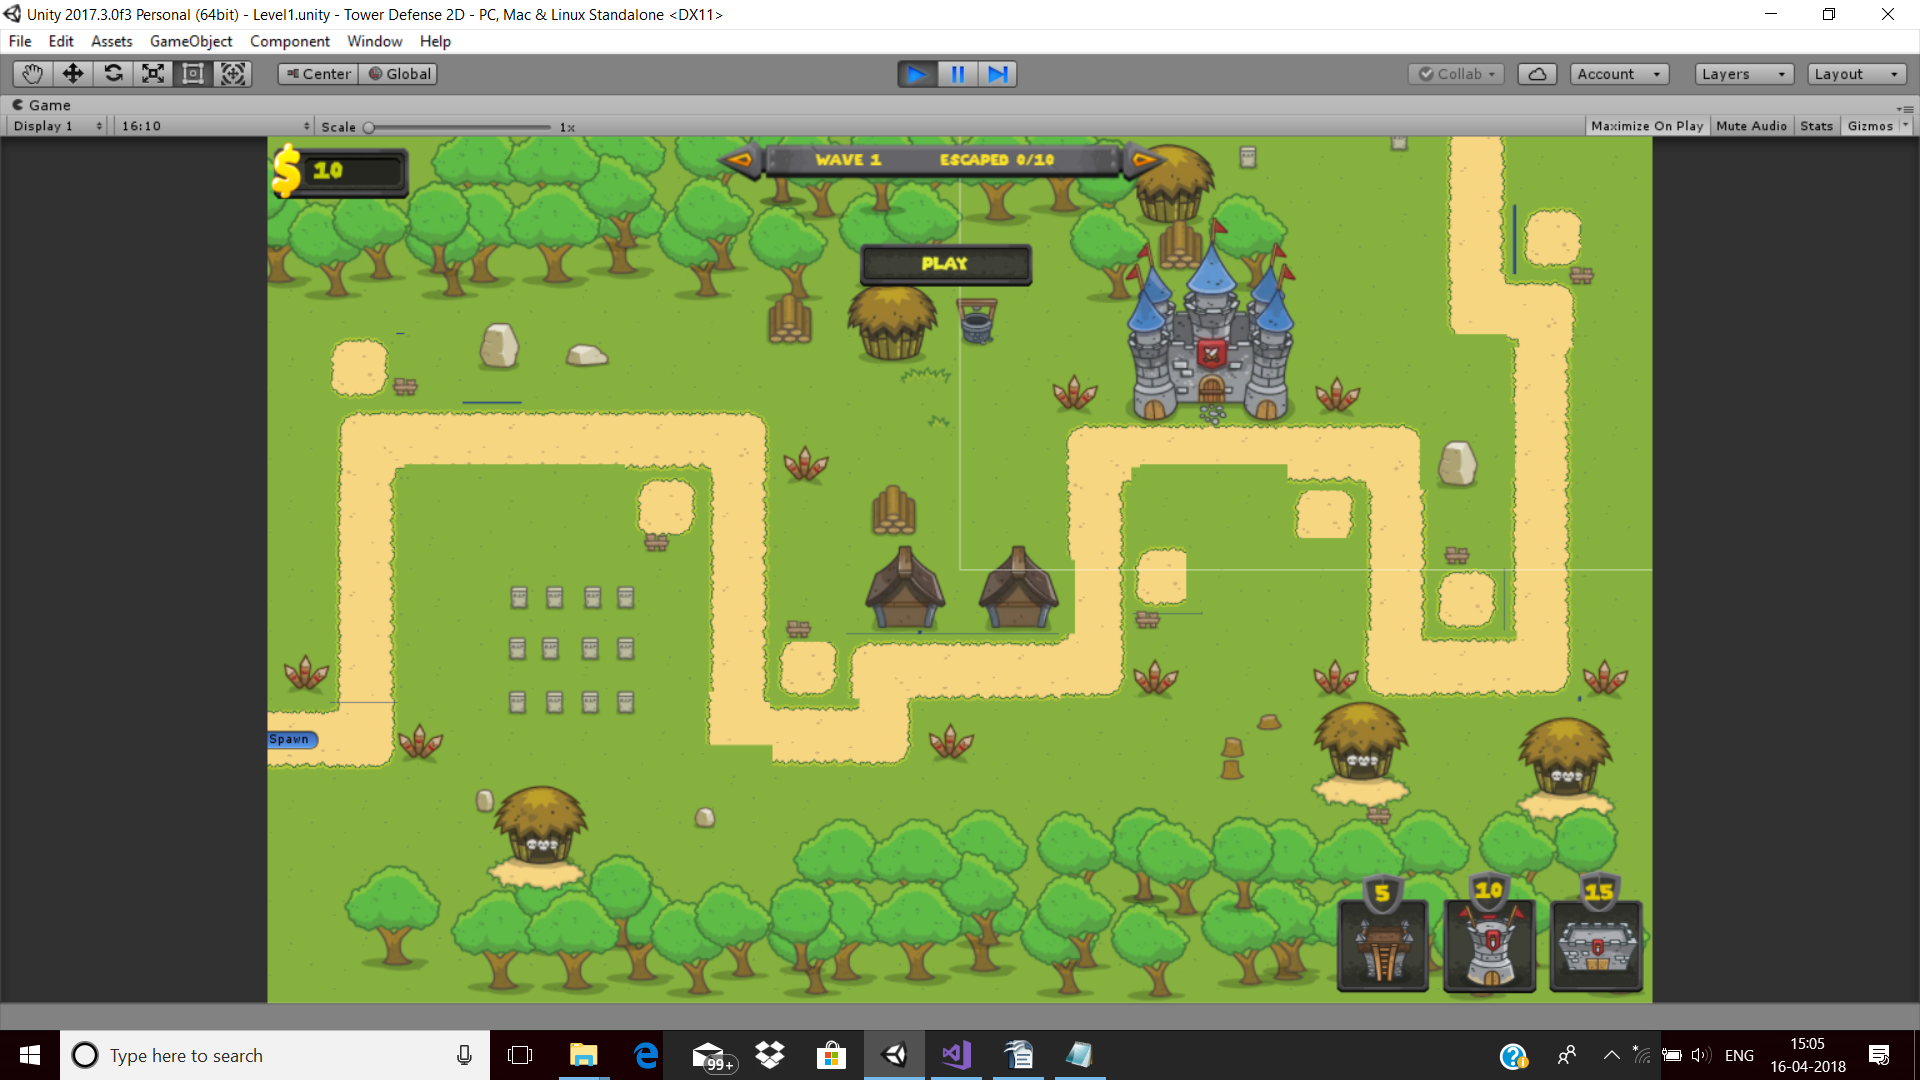 Unity 2017.3.0f3 Personal (64bit) - Level1.unity - Tower Defense 2D - PC, Mac & Linux Standalone <DX11>
File Edit Assets GameObject Component Window Help
Center Global Collab Account Layers Layout
Game
Display 1 16:10 Scale 1x Maximize On Play Mute Audio Stats Gizmos
$ 10 WAVE 1 ESCAPED 0/10
PLAY
Spawn
5 10 15
Type here to search 99+ ENG 15:05
16-04-2018